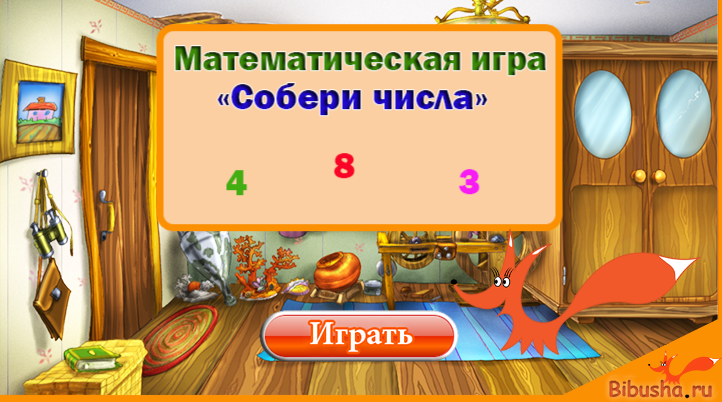 Математическая игра
«Собери числа»
4 8 3
Играть
Bibusha.ru